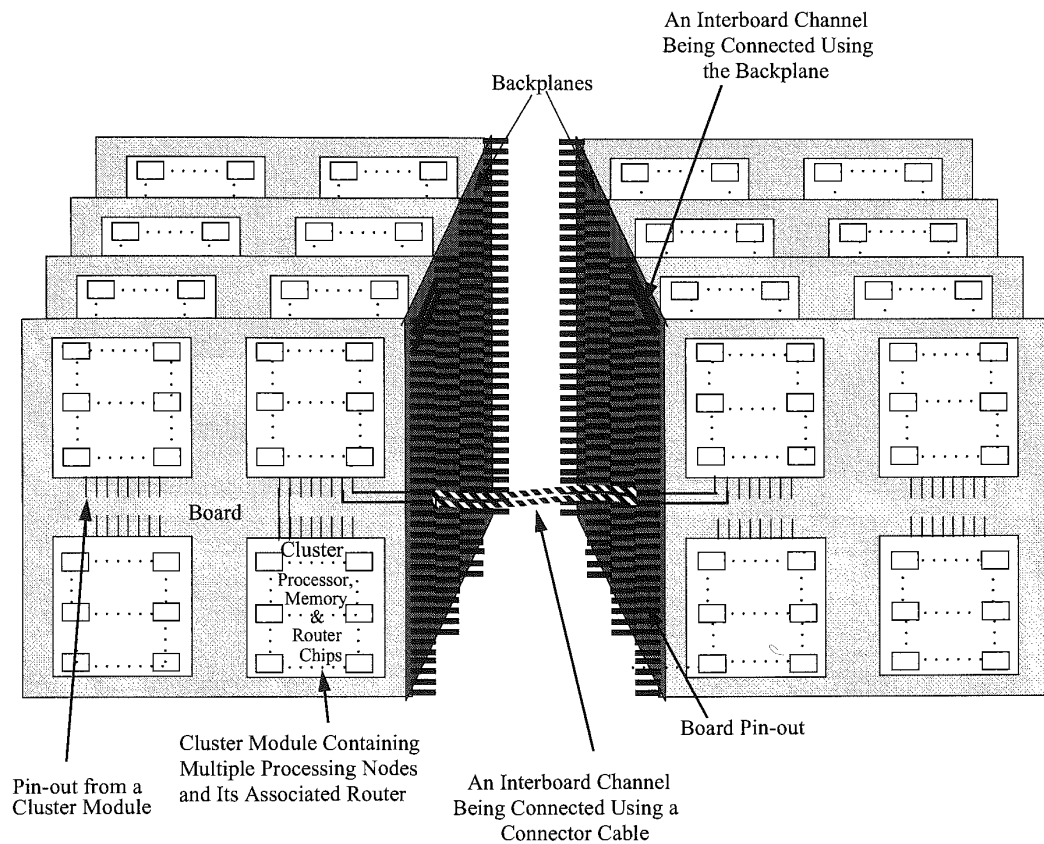 An Interboard Channel
Being Connected Using
the Backplane
Backplanes
Board
Cluster
Processor,
Memory
&
Router
Chips
Board Pin-out
Cluster Module Containing
Multiple Processing Nodes
and Its Associated Router
Pin-out from a
Cluster Module
An Interboard Channel
Being Connected Using a
Connector Cable